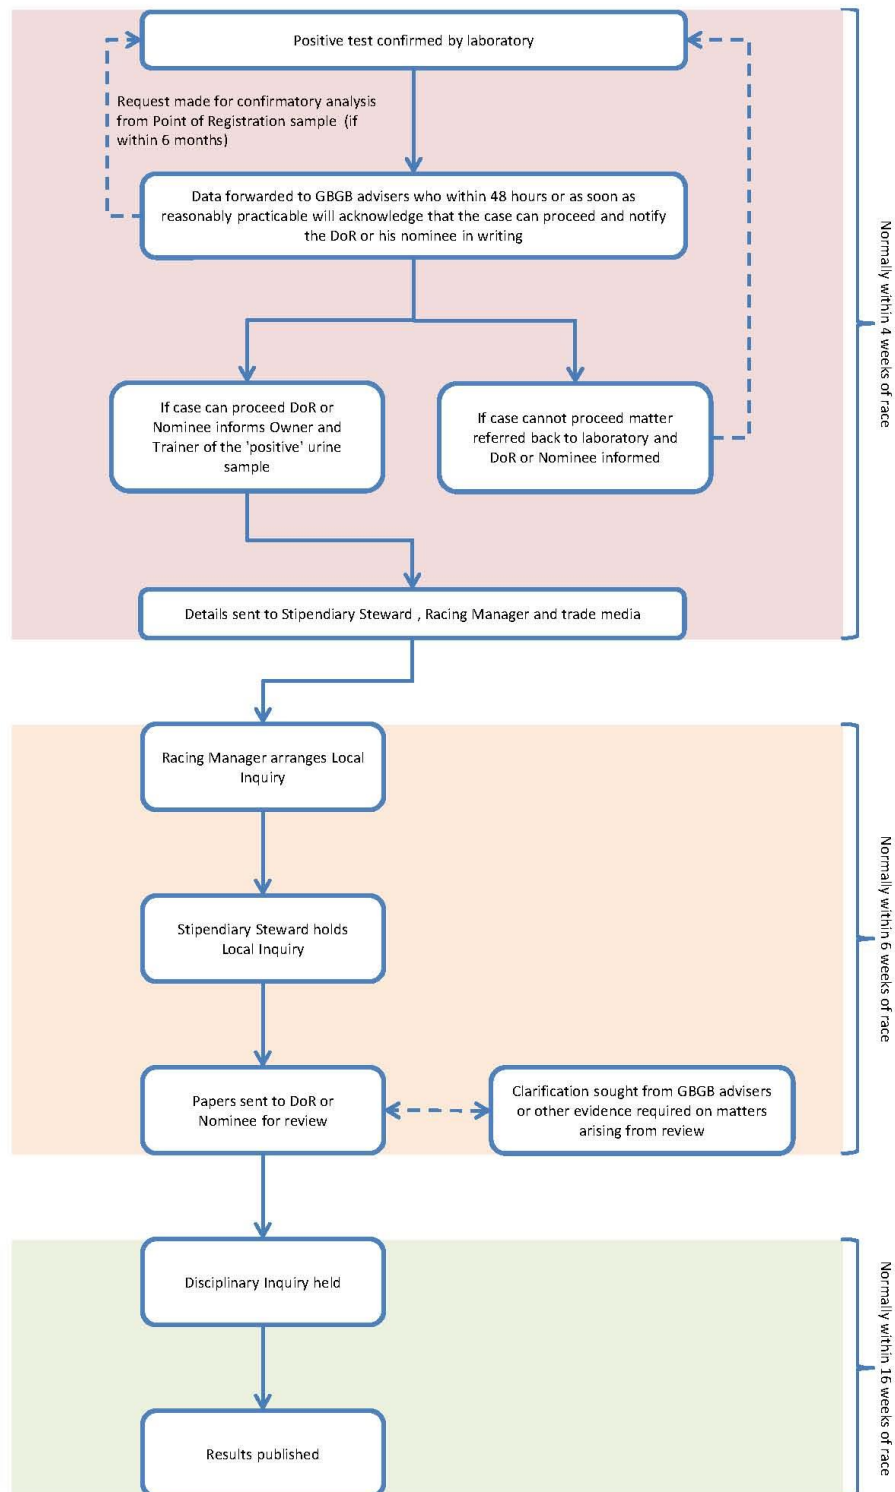 Positive test confirmed by laboratory
Request made for confirmatory analysis
from Point of Registration sample (if
within 6 months)
Data forwarded to GBGB advisers who within 48 hours or as soon as
reasonably practicable will acknowledge that the case can proceed and notify
the DoR or his nominee in writing
Normally within 4 weeks of race
If case can proceed DoR or
Nominee informs Owner and
Trainer of the 'positive' urine
sample
If case cannot proceed matter
referred back to laboratory and
DoR or Nominee informed
Details sent to Stipendiary Steward , Racing Manager and trade media
Racing Manager arranges Local
Inquiry
Stipendiary Steward holds
Local Inquiry
Normally within 6 weeks of race
Papers sent to DoR or
Nominee for review
Clarification sought from GBGB advisers
or other evidence required on matters
arising from review
Disciplinary Inquiry held
Normally within 16 weeks of race
Results published